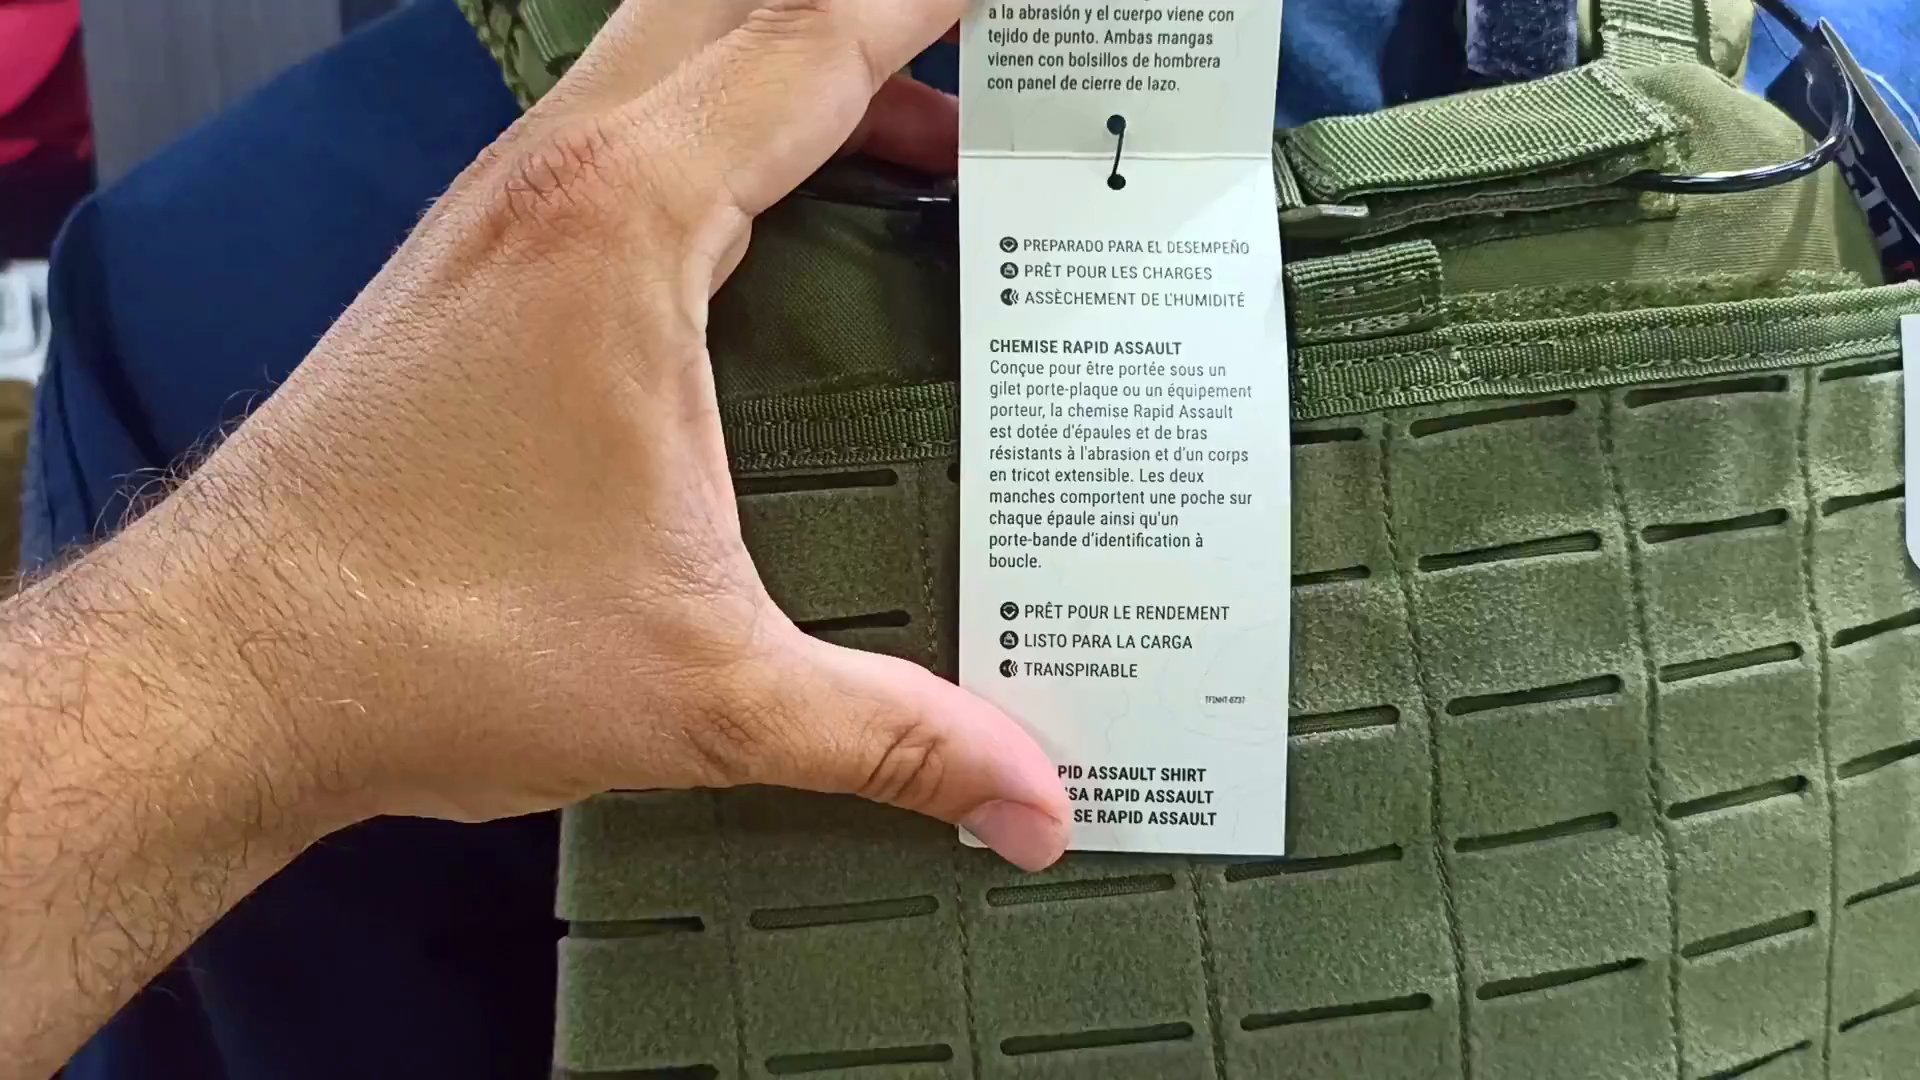 a la abrasión y el cuerpo viene con
tejido de punto. Ambas mangas
vienen con bolsillos de hombrera
con panel de cierre de lazo.
PREPARADO PARA EL DESEMPEÑO
PRÊT POUR LES CHARGES
ASSÈCHEMENT DE L'HUMIDITÉ
CHEMISE RAPID ASSAULT
Conçue pour être portée sous un
gilet porte-plaque ou un équipement
porteur, la chemise Rapid Assault
est dotée d'épaules et de bras
résistants à l'abrasion et d'un corps
en tricot extensible. Les deux
manches comportent une poche sur
chaque épaule ainsi qu'un
porte-bande d'identification à
boucle.
PRÊT POUR LE RENDEMENT
LISTO PARA LA CARGA
TRANSPIRABLE
PID ASSAULT SHIRT
SA RAPID ASSAULT
SE RAPID ASSAULT
5.11